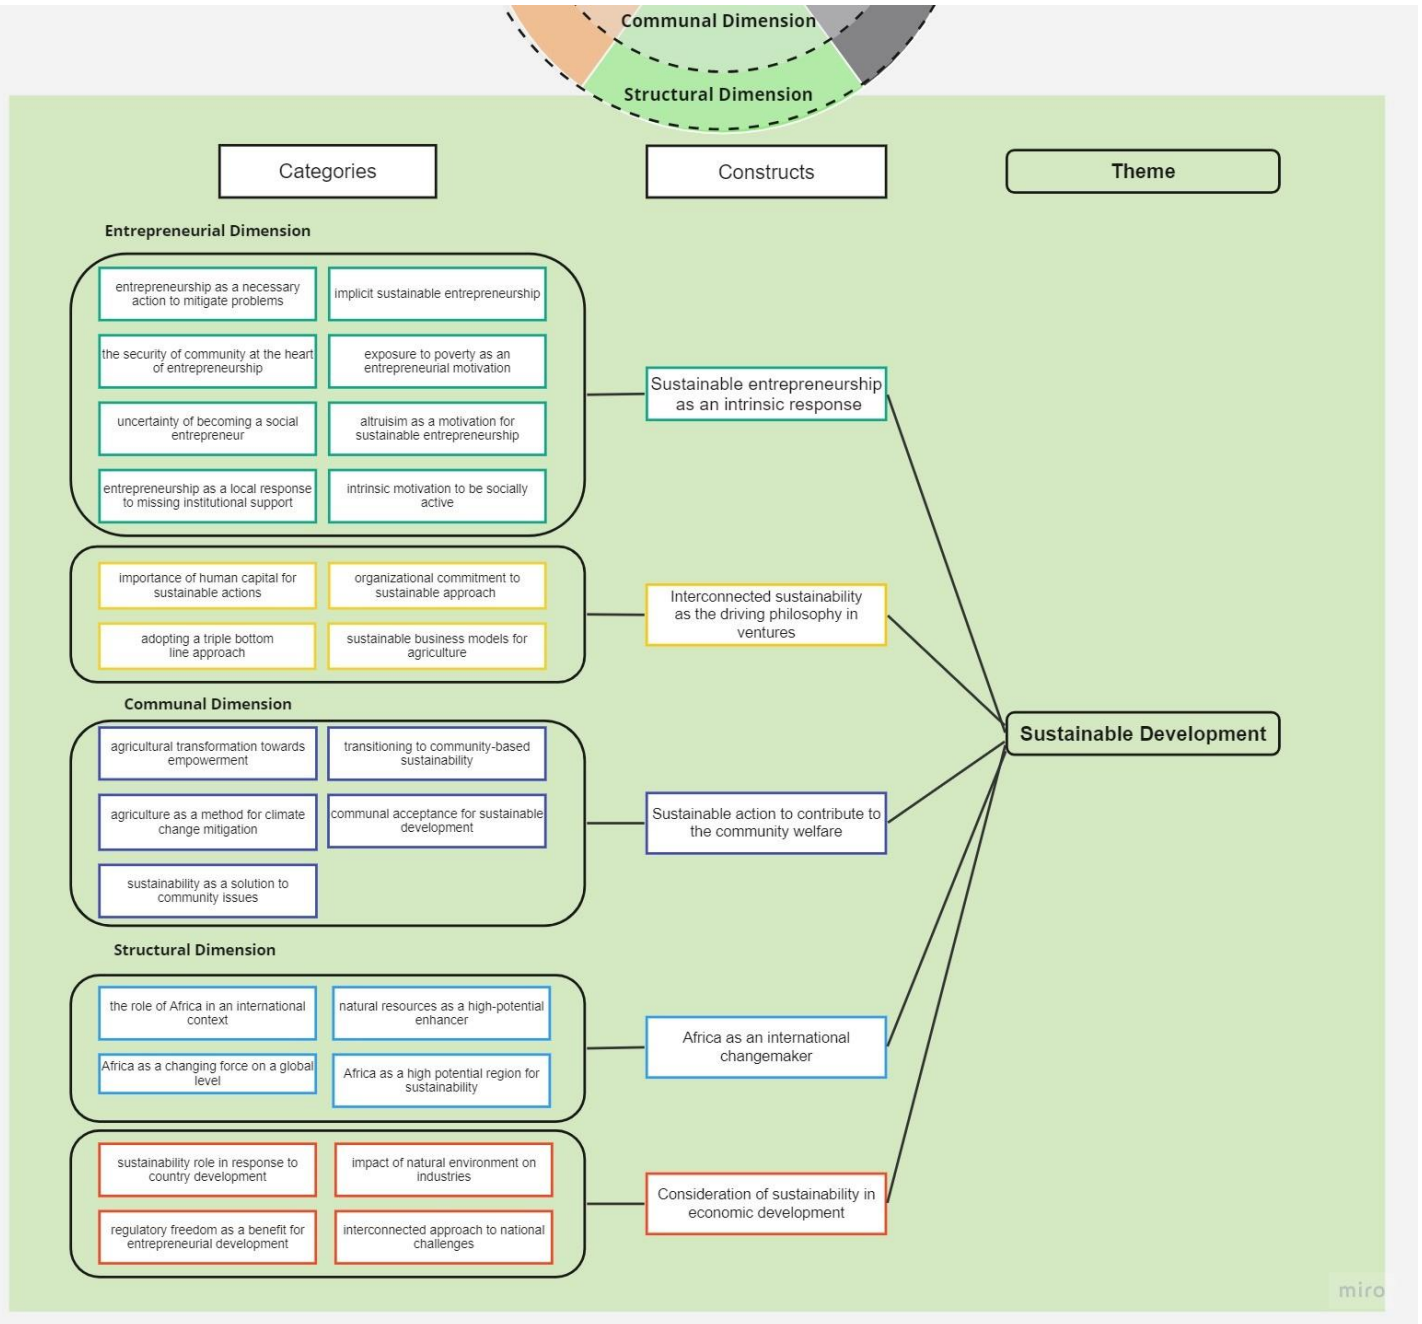 Communal Dimension
Structural Dimension
Categories
Constructs
Theme
Entrepreneurial Dimension
entrepreneurship as a necessary
action to mitigate problems
implicit sustainable entrepreneurship
the security of community at the heart
of entrepreneurship
exposure to poverty as an
entrepreneurial motivation
uncertainty of becoming a social
entrepreneur
altruisim as a motivation for
sustainable entrepreneurship
entrepreneurship as a local response
to missing institutional support
intrinsic motivation to be socially
active
Sustainable entrepreneurship
as an intrinsic response
importance of human capital for
sustainable actions
organizational commitment to
sustainable approach
adopting a triple bottom
line approach
sustainable business models for
agriculture
Interconnected sustainability
as the driving philosophy in
ventures
Communal Dimension
agricultural transformation towards
empowerment
transitioning to community-based
sustainability
agriculture as a method for climate
change mitigation
communal acceptance for sustainable
development
sustainability as a solution to
community issues
Sustainable action to contribute to
the community welfare
Sustainable Development
Structural Dimension
the role of Africa in an international
context
natural resources as a high-potential
enhancer
Africa as a changing force on a global
level
Africa as a high potential region for
sustainability
Africa as an international
changemaker
sustainability role in response to
country development
impact of natural environment on
industries
regulatory freedom as a benefit for
entrepreneurial development
interconnected approach to national
challenges
Consideration of sustainability in
economic development
miro